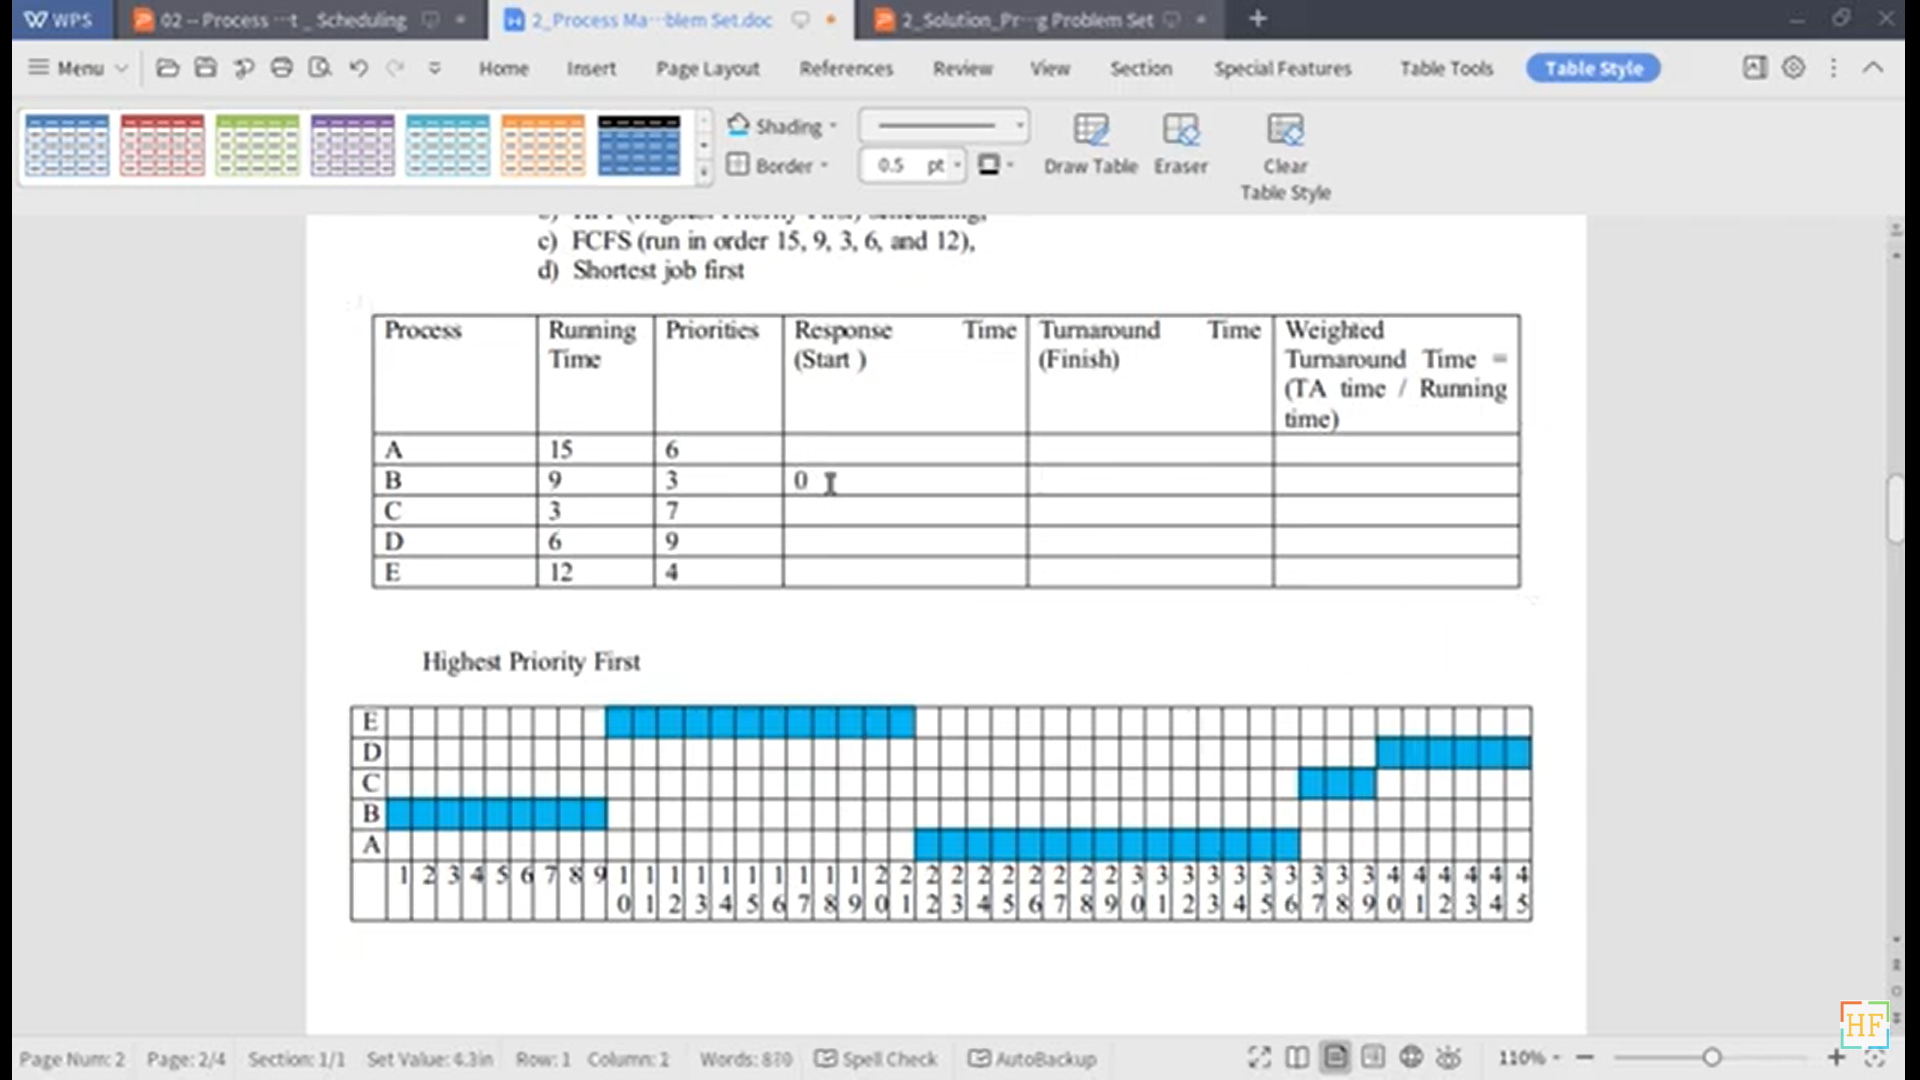 WPS 02 – Process ···t _ Scheduling 2_Process Ma···blem Set.doc 2_Solution_Pr···g Problem Set +
Menu Home Insert Page Layout References Review View Section Special Features Table Tools Table Style
Shading Border 0.5 pt Draw Table Eraser Clear
Table Style
c) FCFS (run in order 15, 9, 3, 6, and 12),
d) Shortest job first
Process Running Priorities Response Time Turnaround Time Weighted
Time (Start ) (Finish) Turnaround Time =
(TA time / Running
time)
A 15 6
B 9 3 0
C 3 7
D 6 9
E 12 4
Highest Priority First
E
D
C
B
A
1 2 3 4 5 6 7 8 9 10 11 12 13 14 15 16 17 18 19 20 21 22 23 24 25 26 27 28 29 30 31 32 33 34 35 36 37 38 39 40 41 42 43 44 45
HF
Page Num: 2 Page: 2/4 Section: 1/1 Set Value: 4.3in Row: 1 Column: 2 Spell Check AutoBackup 110%